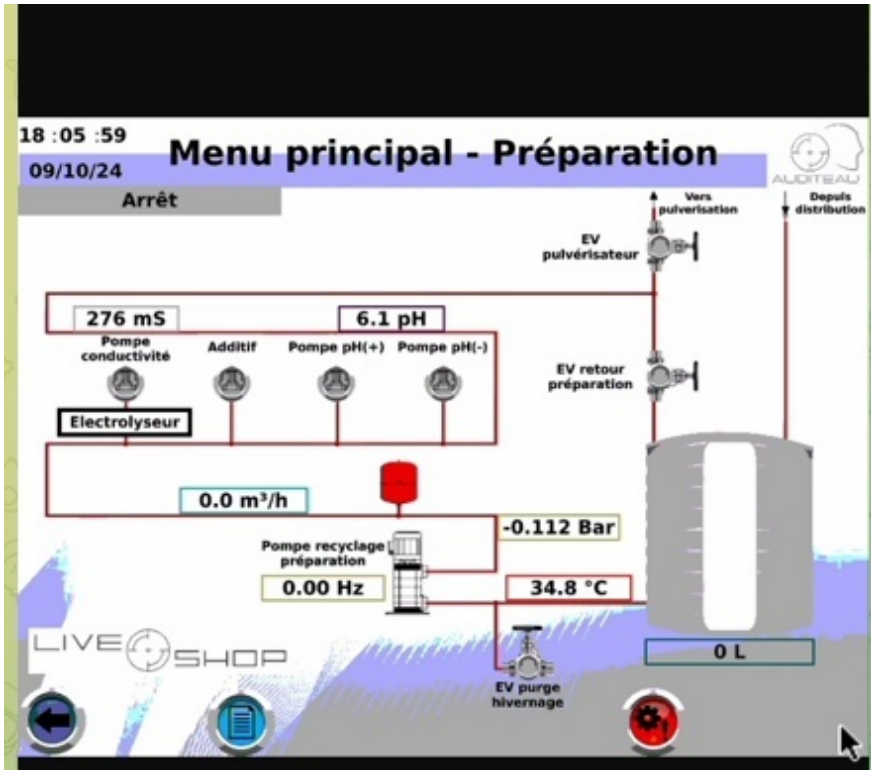 18 :05 :59
Menu principal - Préparation
09/10/24
AUDITEAU
Arrêt
Vers
pulverisation
Depuis
distribution
EV
pulvérisateur
276 mS
6.1 pH
Pompe
conductivité
Additif
Pompe pH(+)
Pompe pH(-)
EV retour
préparation
Electrolyseur
0.0 m³/h
-0.112 Bar
Pompe recyclage
préparation
0.00 Hz
34.8 °C
LIVE SHOP
0 L
EV purge
hivernage